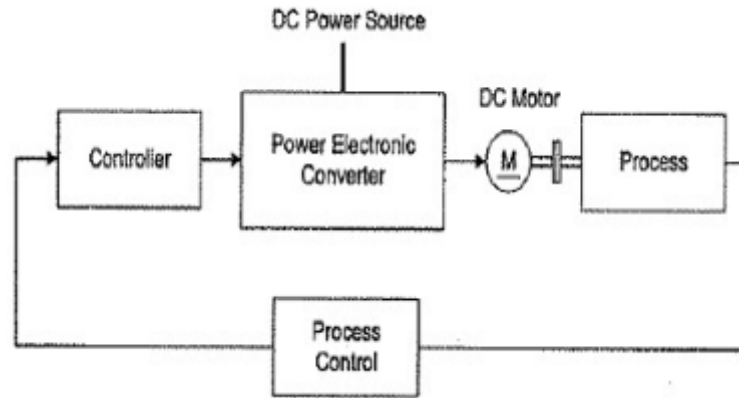 DC Power Source
DC Motor
Controller
Power Electronic
Converter
M
Process
Process
Control